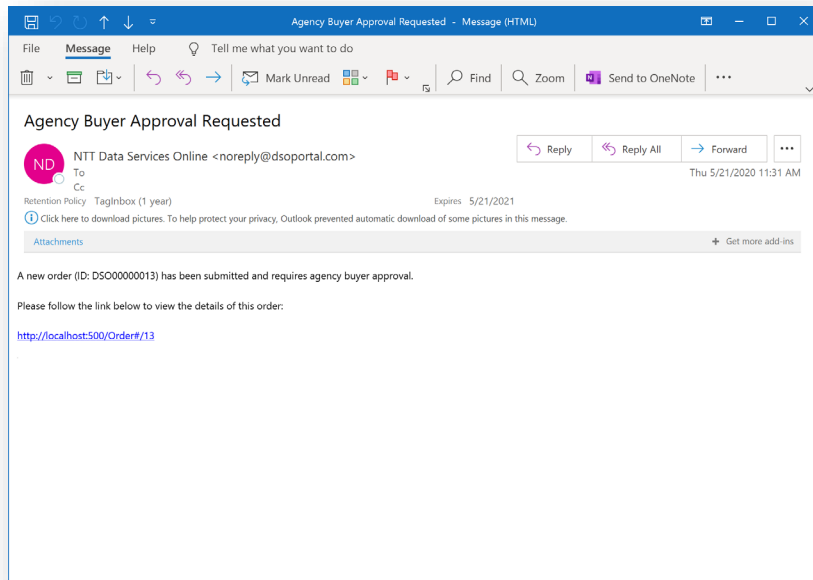 Agency Buyer Approval Requested - Message (HTML)
File Message Help Tell me what you want to do
Mark Unread Find Zoom Send to OneNote
Agency Buyer Approval Requested
ND
NTT Data Services Online <noreply@dsoportal.com>
Reply Reply All Forward
To
Thu 5/21/2020 11:31 AM
Cc
Retention Policy TagInbox (1 year) Expires 5/21/2021
Click here to download pictures. To help protect your privacy, Outlook prevented automatic download of some pictures in this message.
Attachments + Get more add-ins
A new order (ID: DSO00000013) has been submitted and requires agency buyer approval.
Please follow the link below to view the details of this order:
http://localhost:500/Order#/13